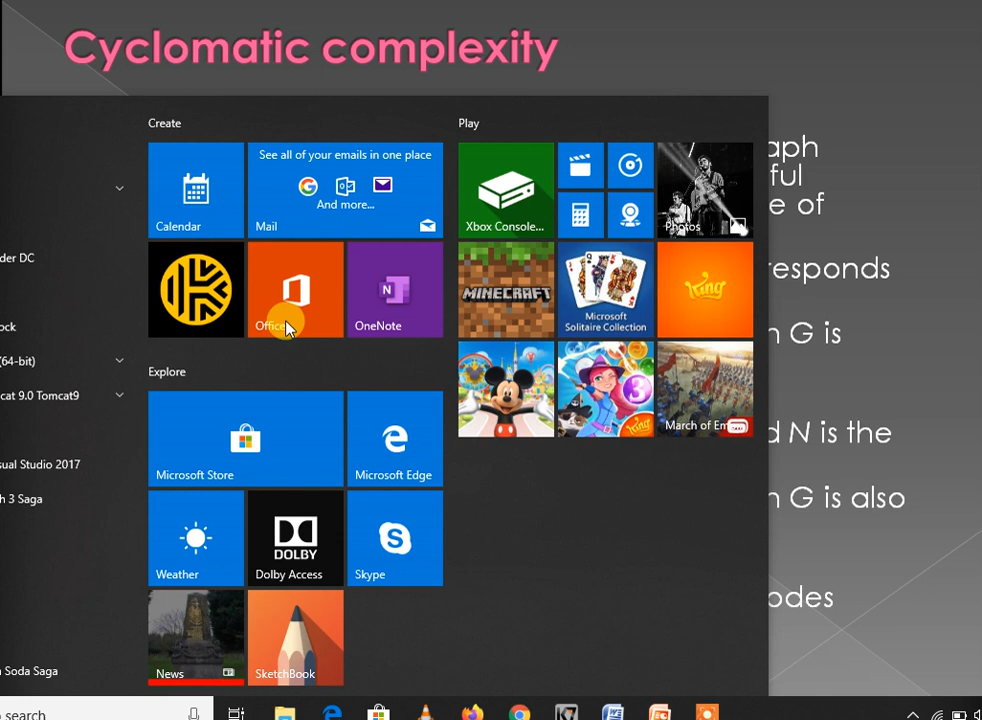 Cyclomatic complexity
Create
Play
See all of your emails in one place
And more...
Calendar
Mail
Xbox Console...
Photos
Office
OneNote
MINECRAFT
Microsoft
Solitaire Collection
King
Explore
3
King
March of Em
Microsoft Store
Microsoft Edge
Weather
DOLBY
Dolby Access
Skype
News
SketchBook
der DC
ock
(64-bit)
cat 9.0 Tomcat9
sual Studio 2017
h 3 Saga
Soda Saga
search
aph
ful
e of
responds
n G is
d N is the
n G is also
odes